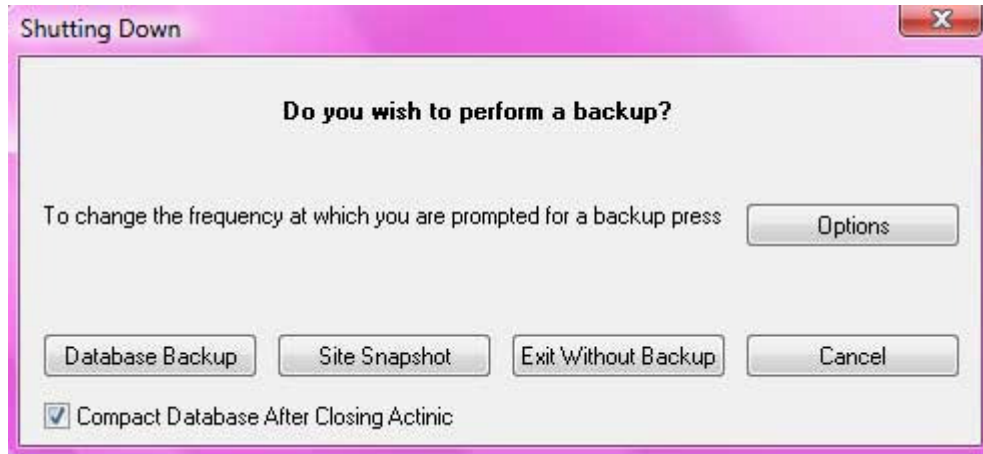 Shutting Down
Do you wish to perform a backup?
To change the frequency at which you are prompted for a backup press
Options
Database Backup
Site Snapshot
Exit Without Backup
Cancel
Compact Database After Closing Actinic